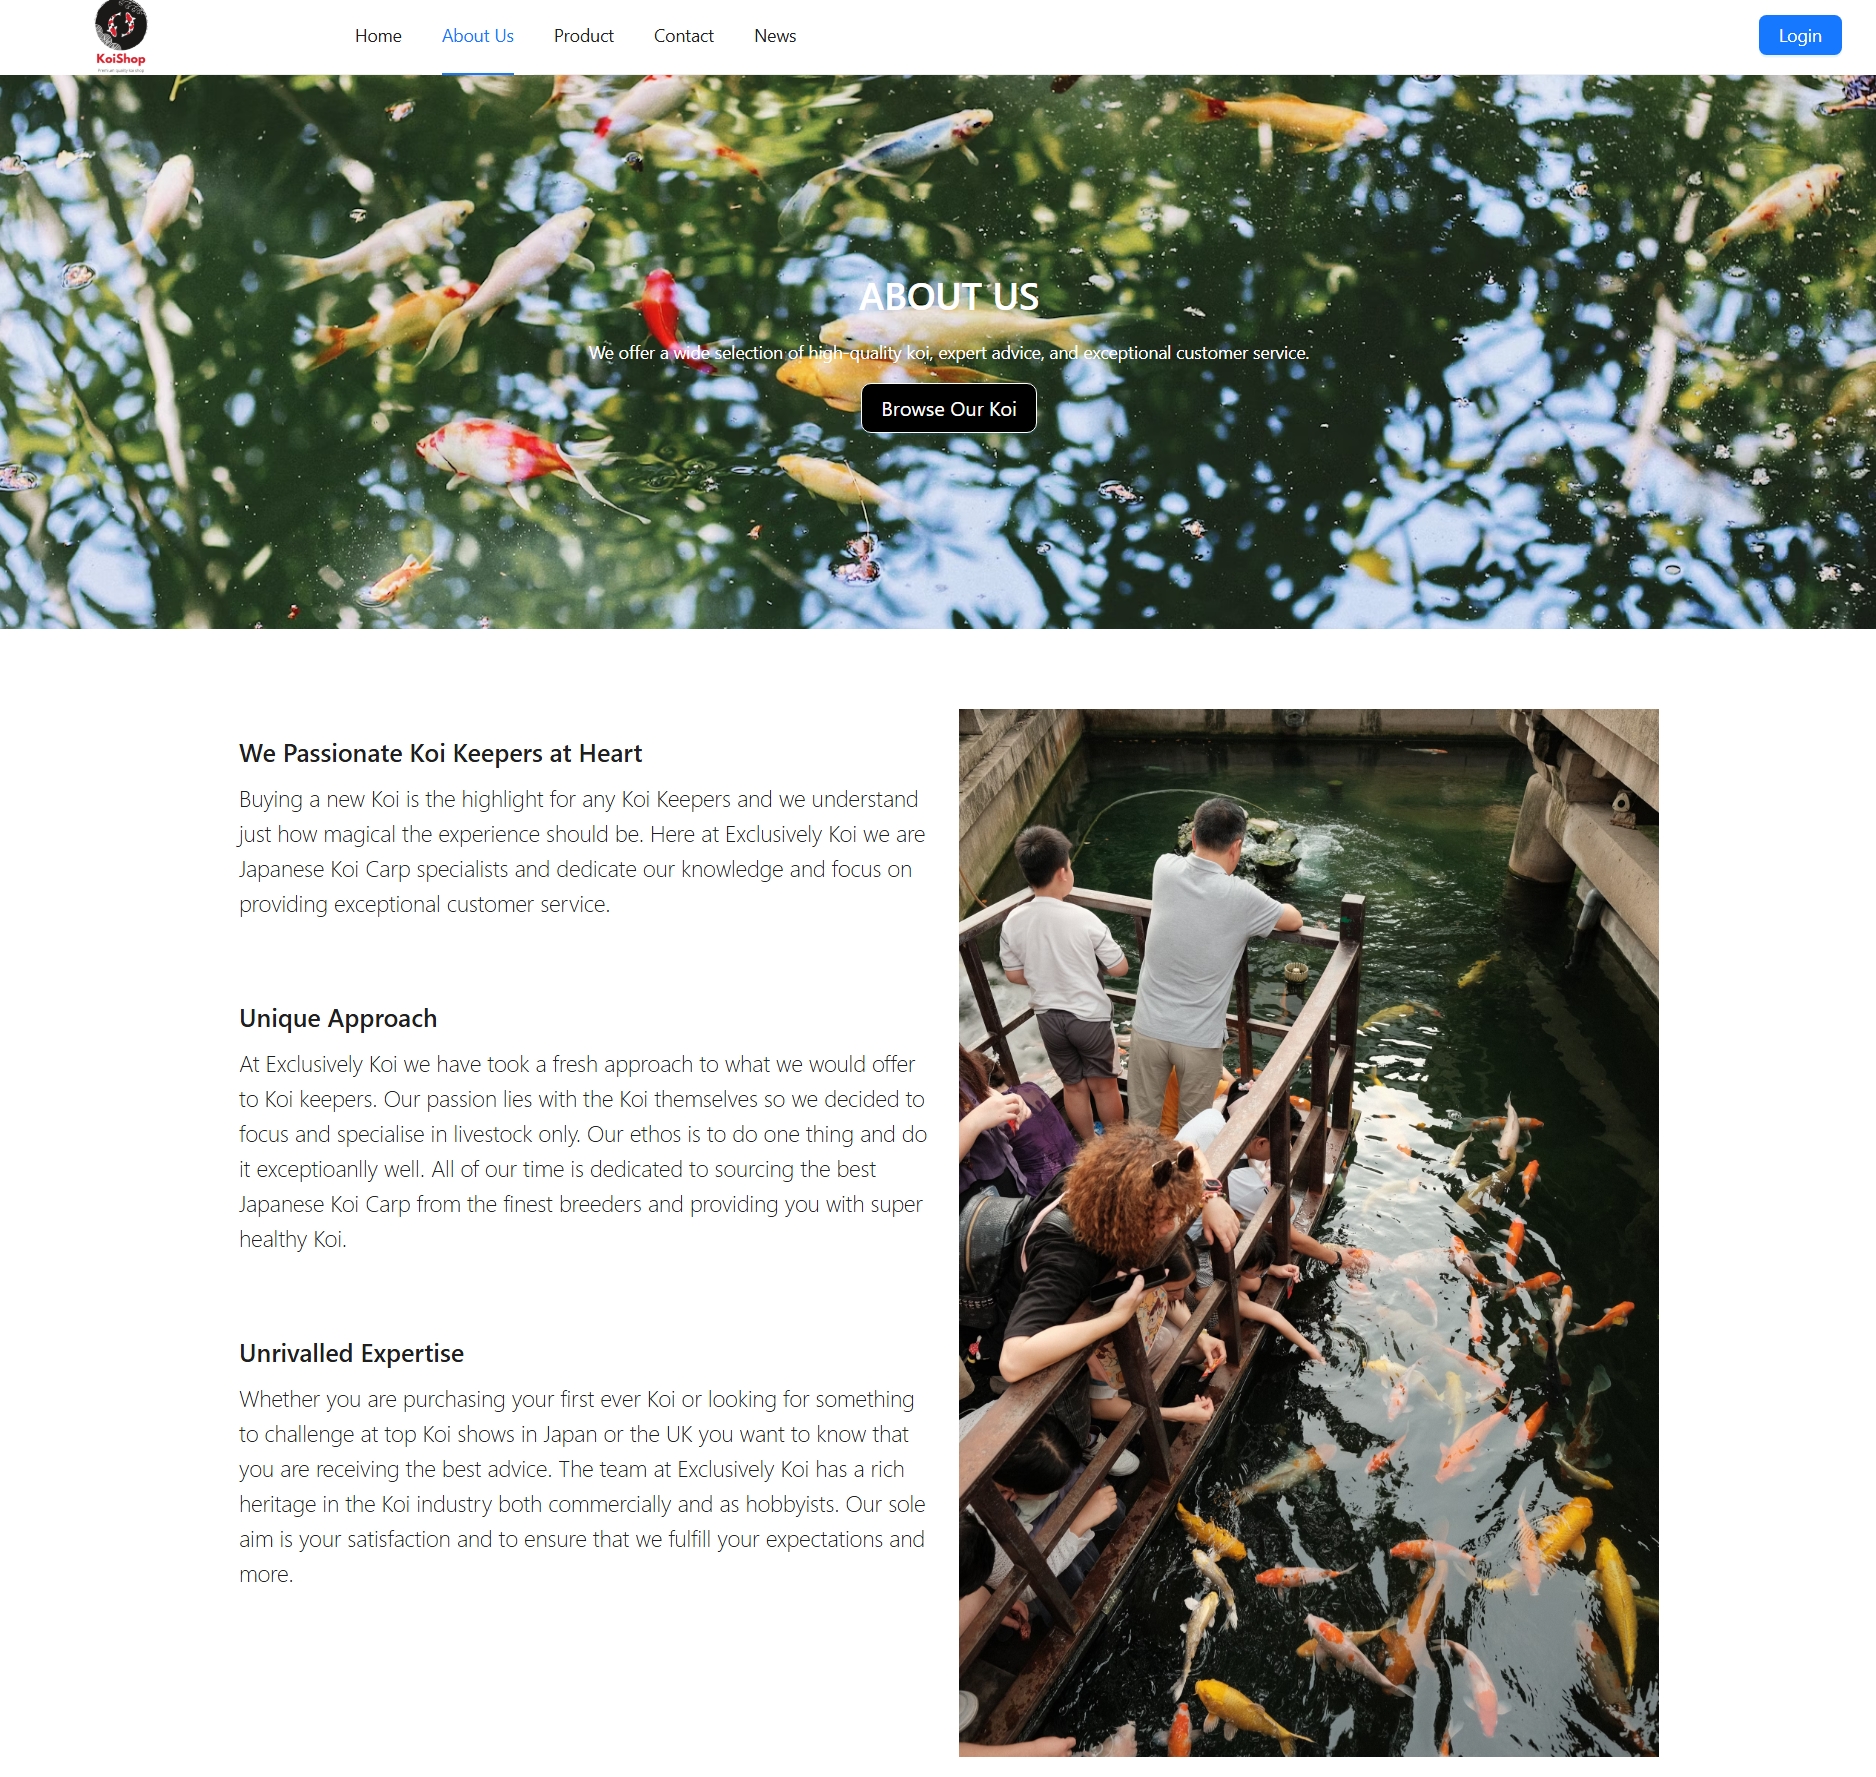 KoiShop
Premium quality koi shop
Home
About Us
Product
Contact
News
Login
ABOUT US
We offer a wide selection of high-quality koi, expert advice, and exceptional customer service.
Browse Our Koi
We Passionate Koi Keepers at Heart
Buying a new Koi is the highlight for any Koi Keepers and we understand
just how magical the experience should be. Here at Exclusively Koi we are
Japanese Koi Carp specialists and dedicate our knowledge and focus on
providing exceptional customer service.
Unique Approach
At Exclusively Koi we have took a fresh approach to what we would offer
to Koi keepers. Our passion lies with the Koi themselves so we decided to
focus and specialise in livestock only. Our ethos is to do one thing and do
it exceptioanlly well. All of our time is dedicated to sourcing the best
Japanese Koi Carp from the finest breeders and providing you with super
healthy Koi.
Unrivalled Expertise
Whether you are purchasing your first ever Koi or looking for something
to challenge at top Koi shows in Japan or the UK you want to know that
you are receiving the best advice. The team at Exclusively Koi has a rich
heritage in the Koi industry both commercially and as hobbyists. Our sole
aim is your satisfaction and to ensure that we fulfill your expectations and
more.